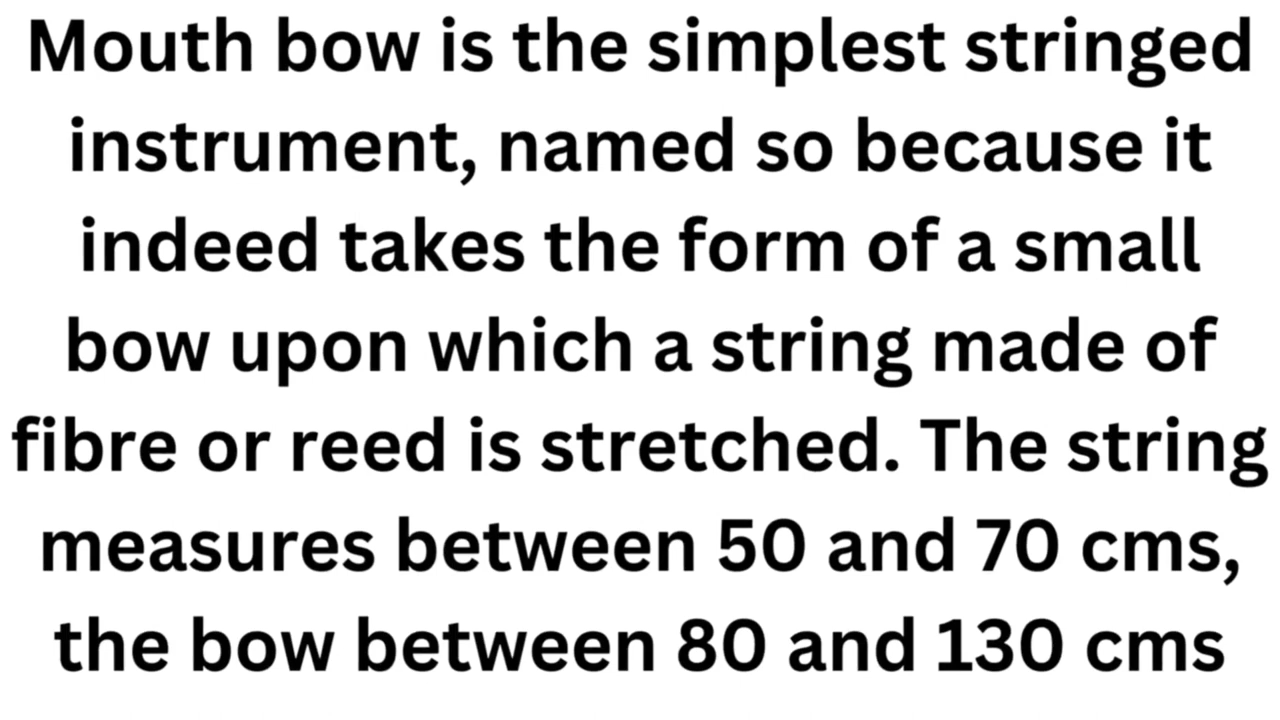 Mouth bow is the simplest stringed
instrument, named so because it
indeed takes the form of a small
bow upon which a string made of
fibre or reed is stretched. The string
measures between 50 and 70 cms,
the bow between 80 and 130 cms